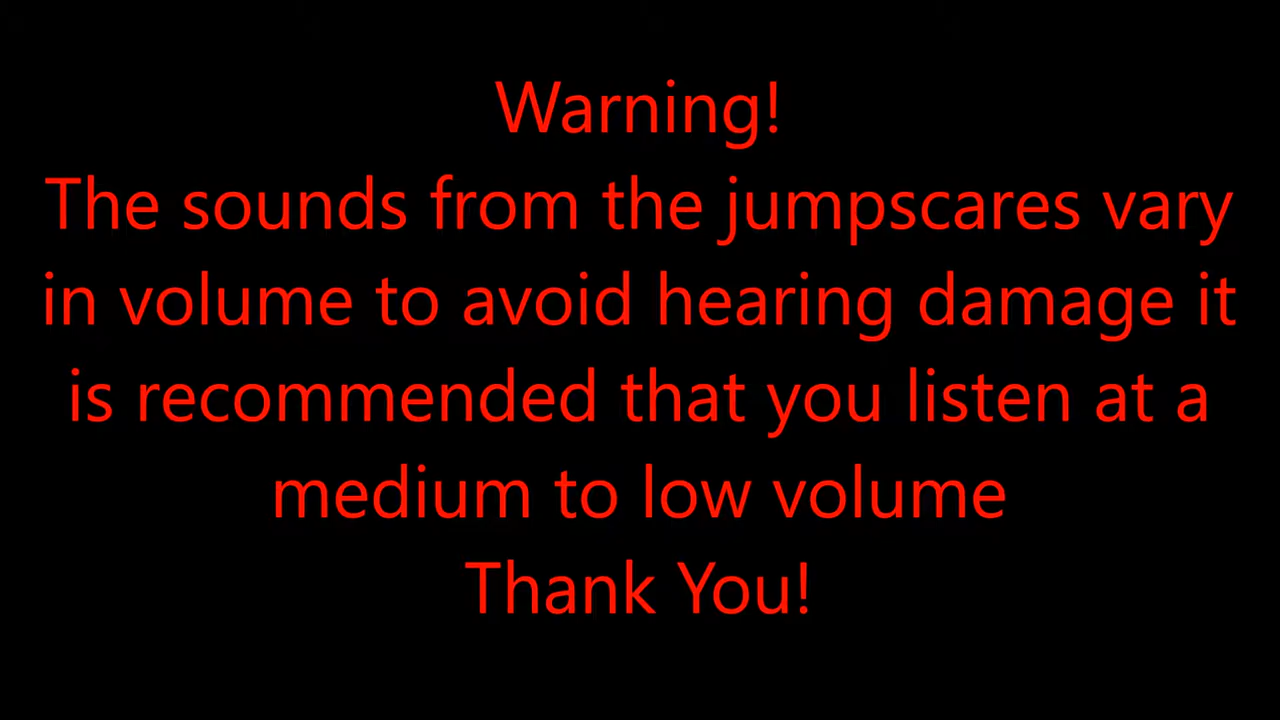 Warning!
The sounds from the jumpscares vary
in volume to avoid hearing damage it
is recommended that you listen at a
medium to low volume
Thank You!